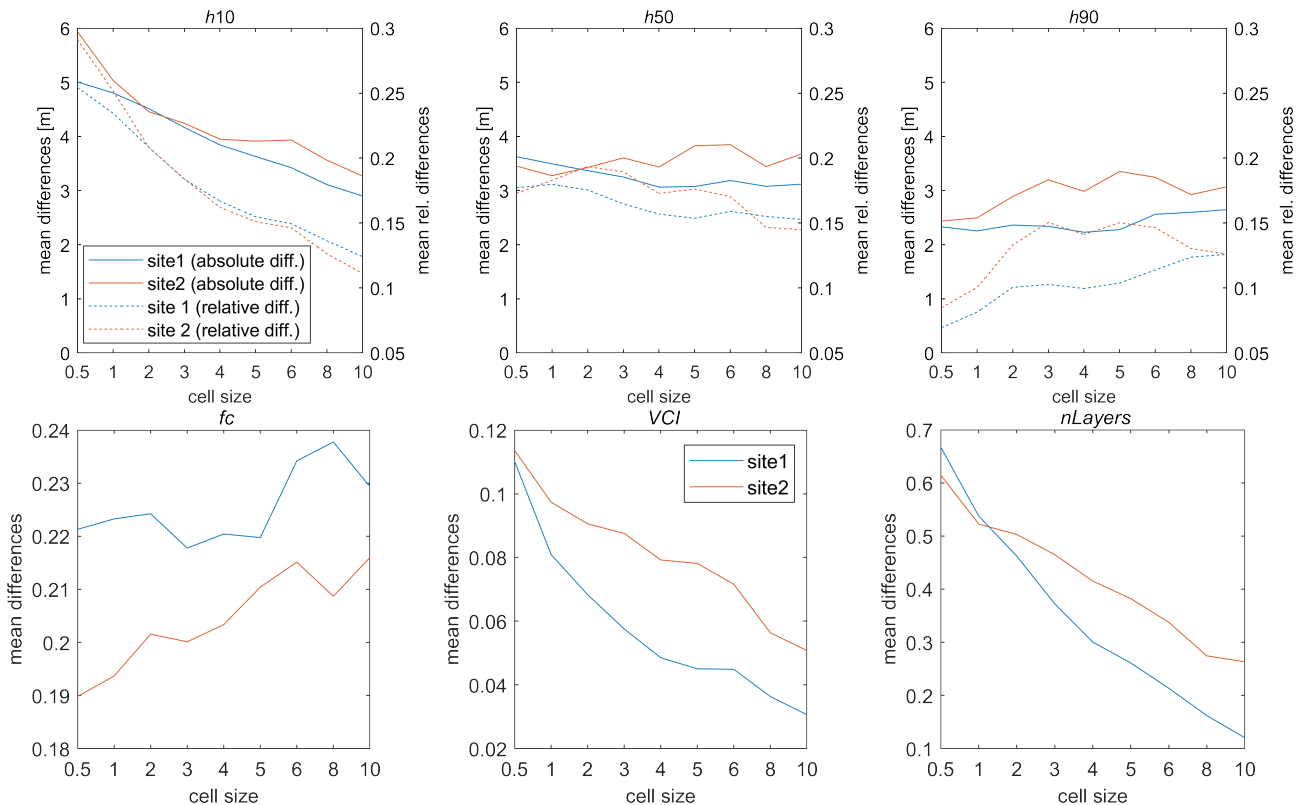 h10
6
5
4
3
2
1
0
mean differences [m]
0.3
0.25
0.2
0.15
0.1
0.05
mean rel. differences
site1 (absolute diff.)
site2 (absolute diff.)
site 1 (relative diff.)
site 2 (relative diff.)
0.5 1 2 3 4 5 6 8 10
cell size
h50
6
5
4
3
2
1
0
mean differences [m]
0.3
0.25
0.2
0.15
0.1
0.05
mean rel. differences
0.5 1 2 3 4 5 6 8 10
cell size
h90
6
5
4
3
2
1
0
mean differences [m]
0.3
0.25
0.2
0.15
0.1
0.05
mean rel. differences
0.5 1 2 3 4 5 6 8 10
cell size
fc
0.24
0.23
0.22
0.21
0.2
0.19
0.18
mean differences
0.5 1 2 3 4 5 6 8 10
cell size
VCI
0.12
0.1
0.08
0.06
0.04
0.02
mean differences
site1
site2
0.5 1 2 3 4 5 6 8 10
cell size
nLayers
0.7
0.6
0.5
0.4
0.3
0.2
0.1
mean differences
0.5 1 2 3 4 5 6 8 10
cell size